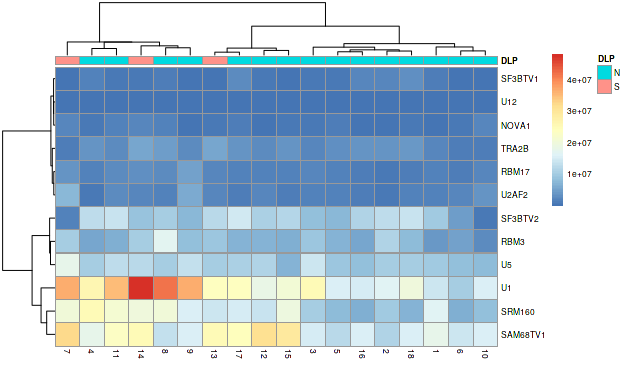 DLP
DLP
N
S
SF3BTV1
U12
NOVA1
TRA2B
RBM17
U2AF2
SF3BTV2
RBM3
U5
U1
SRM160
SAM68TV1
4e+07
3e+07
2e+07
1e+07
7 4 11 14 8 9 13 17 12 15 3 5 16 2 18 1 6 10